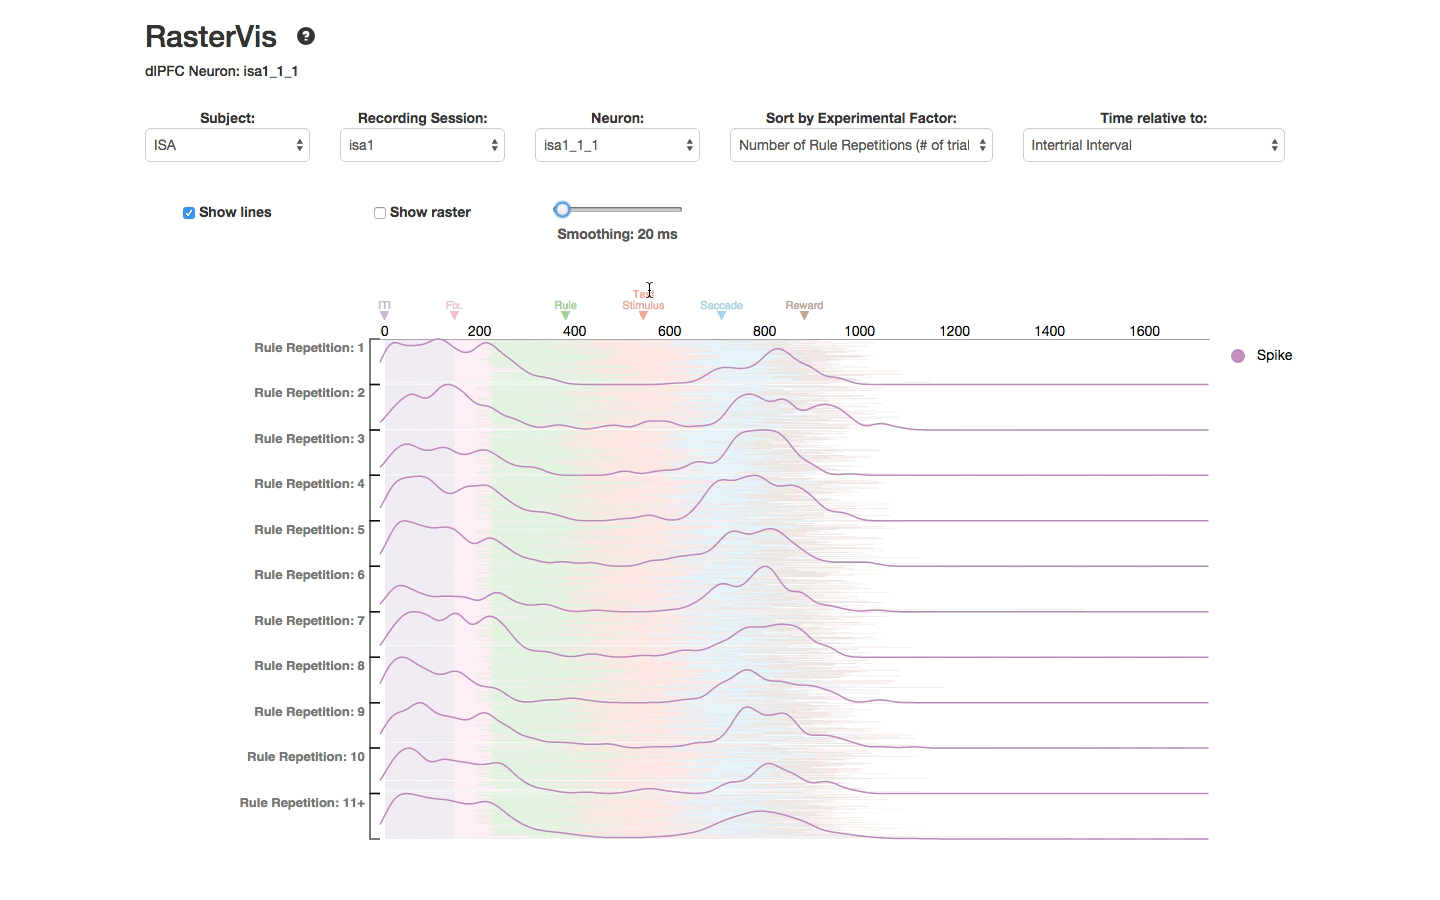 RasterVis ?
dlPFC Neuron: isa1_1_1
Subject: Recording Session: Neuron: Sort by Experimental Factor: Time relative to:
ISA isa1 isa1_1_1 Number of Rule Repetitions (# of trial Intertrial Interval
Show lines Show raster
Smoothing: 20 ms
Test
ITI Fix. Rule Stimulus Saccade Reward
0 200 400 600 800 1000 1200 1400 1600
Rule Repetition: 1
Spike
Rule Repetition: 2
Rule Repetition: 3
Rule Repetition: 4
Rule Repetition: 5
Rule Repetition: 6
Rule Repetition: 7
Rule Repetition: 8
Rule Repetition: 9
Rule Repetition: 10
Rule Repetition: 11+